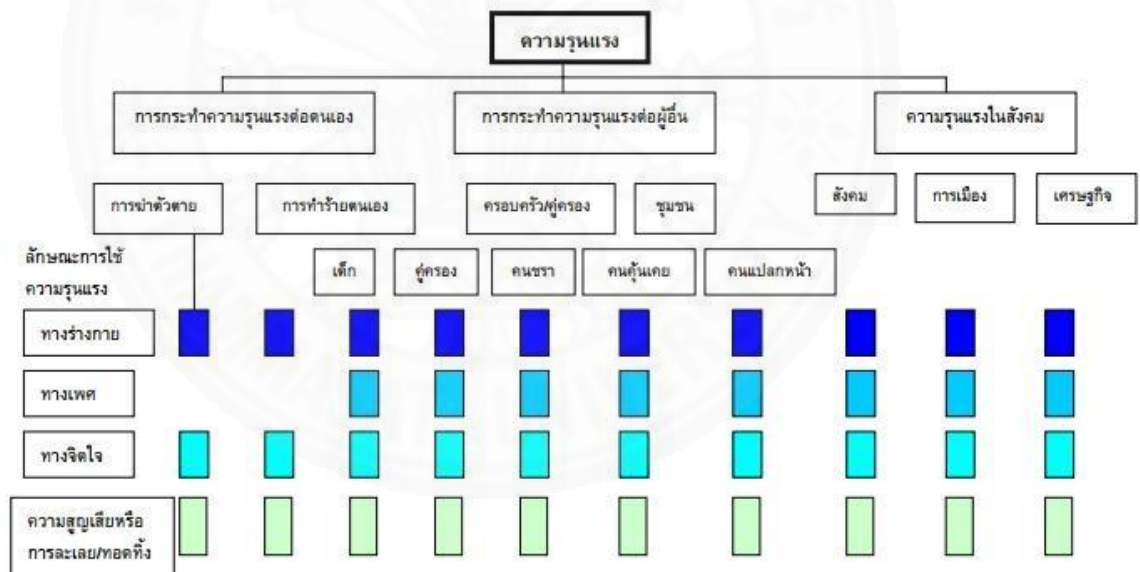 ความรุนแรง
การกระทำความรุนแรงต่อตนเอง
การกระทำความรุนแรงต่อผู้อื่น
ความรุนแรงในสังคม
การฆ่าตัวตาย
การทำร้ายตนเอง
ครอบครัว/คู่ครอง
ชุมชน
สังคม
การเมือง
เศรษฐกิจ
ลักษณะการใช้
ความรุนแรง
เด็ก
คู่ครอง
คนชรา
คนคุ้นเคย
คนแปลกหน้า
ทางร่างกาย
ทางเพศ
ทางจิตใจ
ความสูญเสียหรือ
การละเลย/ทอดทิ้ง